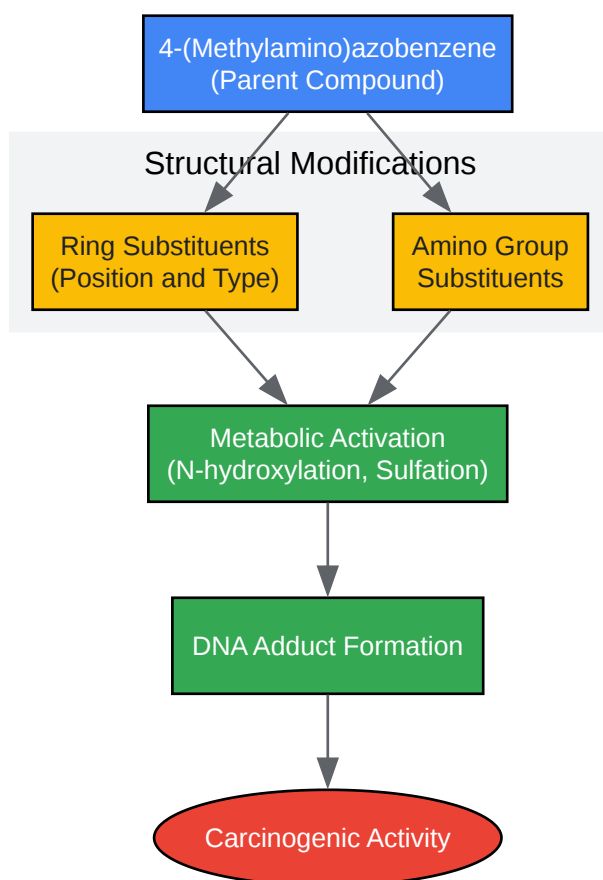 4-(Methylamino)azobenzene
(Parent Compound)
Structural Modifications
Ring Substituents
(Position and Type)
Amino Group
Substituents
Metabolic Activation
(N-hydroxylation, Sulfation)
DNA Adduct Formation
Carcinogenic Activity